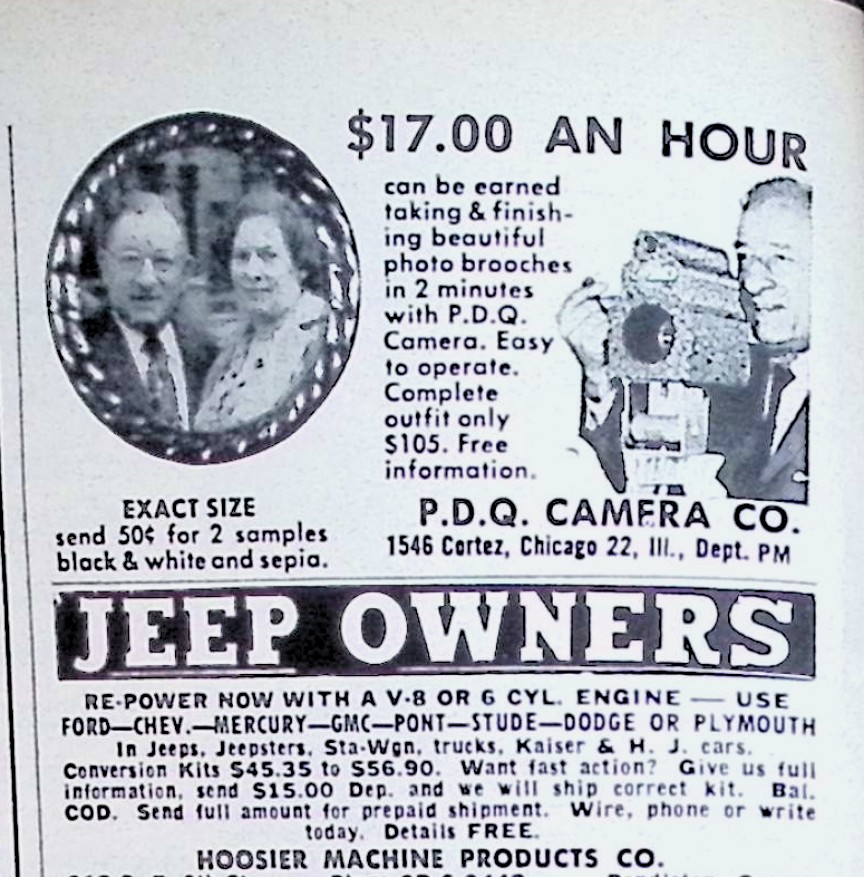 $17.00 AN HOUR
can be earned
taking & finish-
ing beautiful
photo brooches
in 2 minutes
with P.D.Q.
Camera. Easy
to operate.
Complete
outfit only
$105. Free
information.
EXACT SIZE
send 50¢ for 2 samples
black & white and sepia.
P.D.Q. CAMERA CO.
1546 Cortez, Chicago 22, Ill., Dept. PM
JEEP OWNERS
RE-POWER NOW WITH A V-8 OR 6 CYL. ENGINE — USE
FORD—CHEV.—MERCURY—GMC—PONT—STUDE—DODGE OR PLYMOUTH
In Jeeps, Jeepsters, Sta-Wgn, trucks, Kaiser & H. J. cars.
Conversion Kits $45.35 to $56.90. Want fast action? Give us full
information, send $15.00 Dep. and we will ship correct kit. Bal.
COD. Send full amount for prepaid shipment. Wire, phone or write
today. Details FREE.
HOOSIER MACHINE PRODUCTS CO.